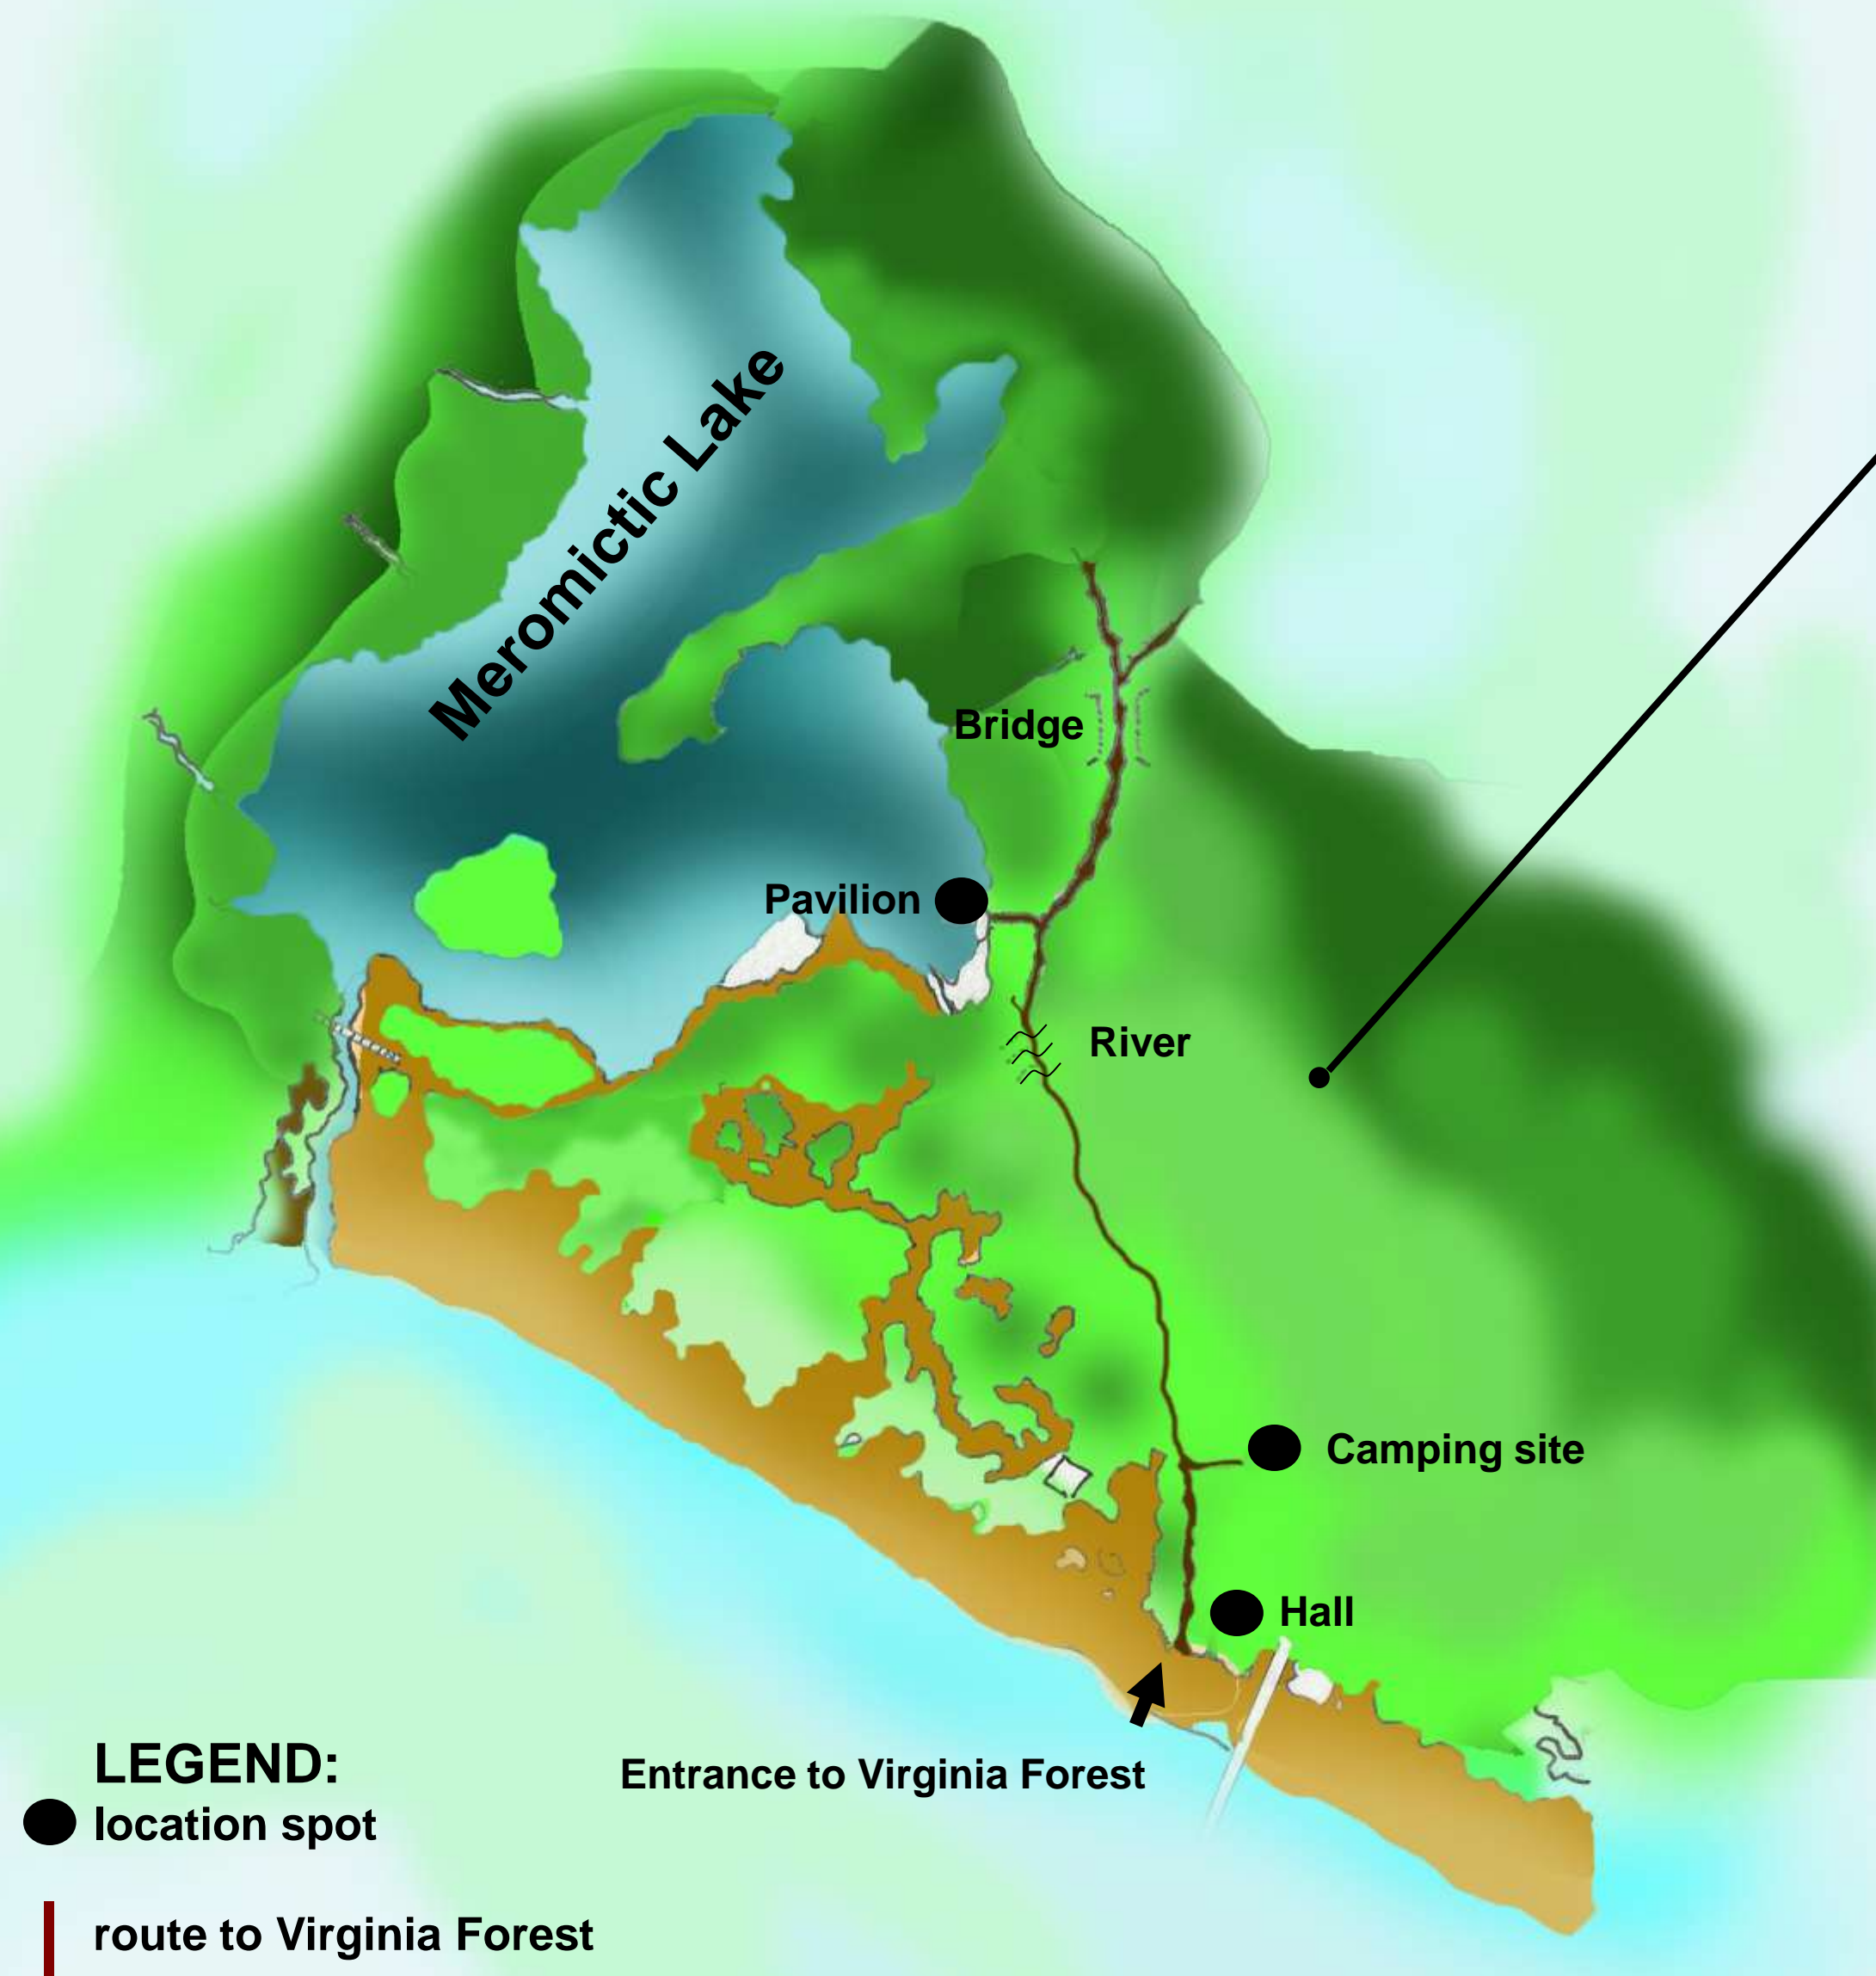 Meromictic Lake
Bridge
Pavilion
River
Camping site
Hall
Entrance to Virginia Forest
LEGEND:
location spot
route to Virginia Forest